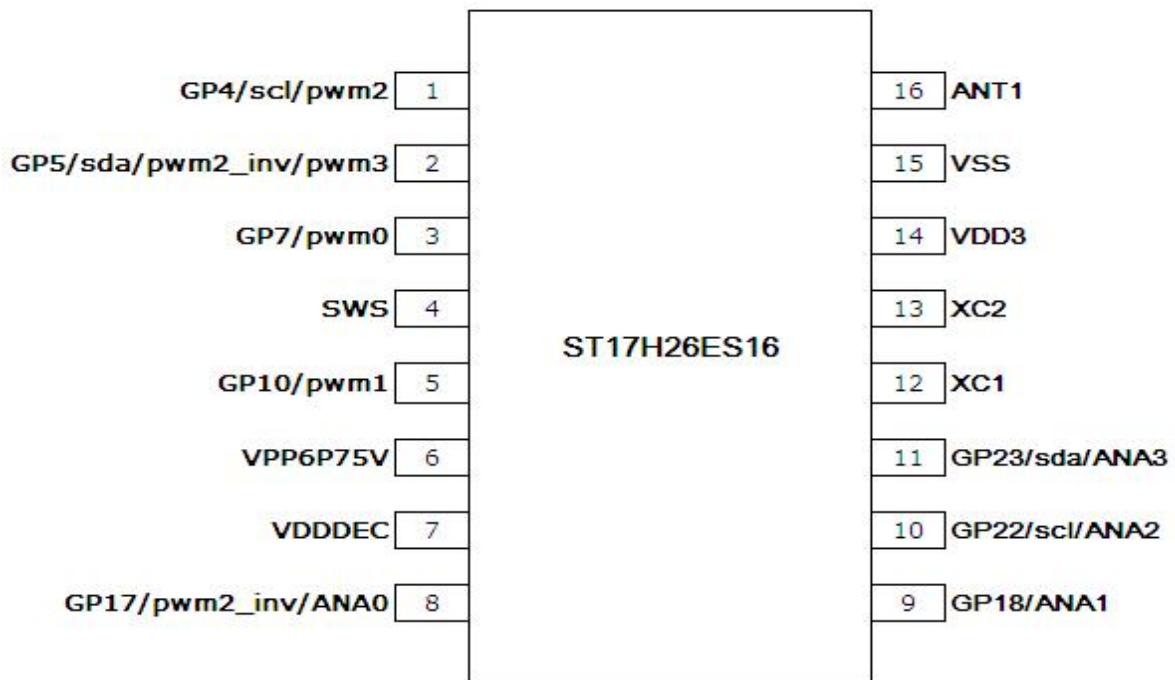 GP4/scl/pwm2 1
GP5/sda/pwm2_inv/pwm3 2
GP7/pwm0 3
SWS 4
GP10/pwm1 5
VPP6P75V 6
VDDDEC 7
GP17/pwm2_inv/ANA0 8
ST17H26ES16
16 ANT1
15 VSS
14 VDD3
13 XC2
12 XC1
11 GP23/sda/ANA3
10 GP22/scl/ANA2
9 GP18/ANA1